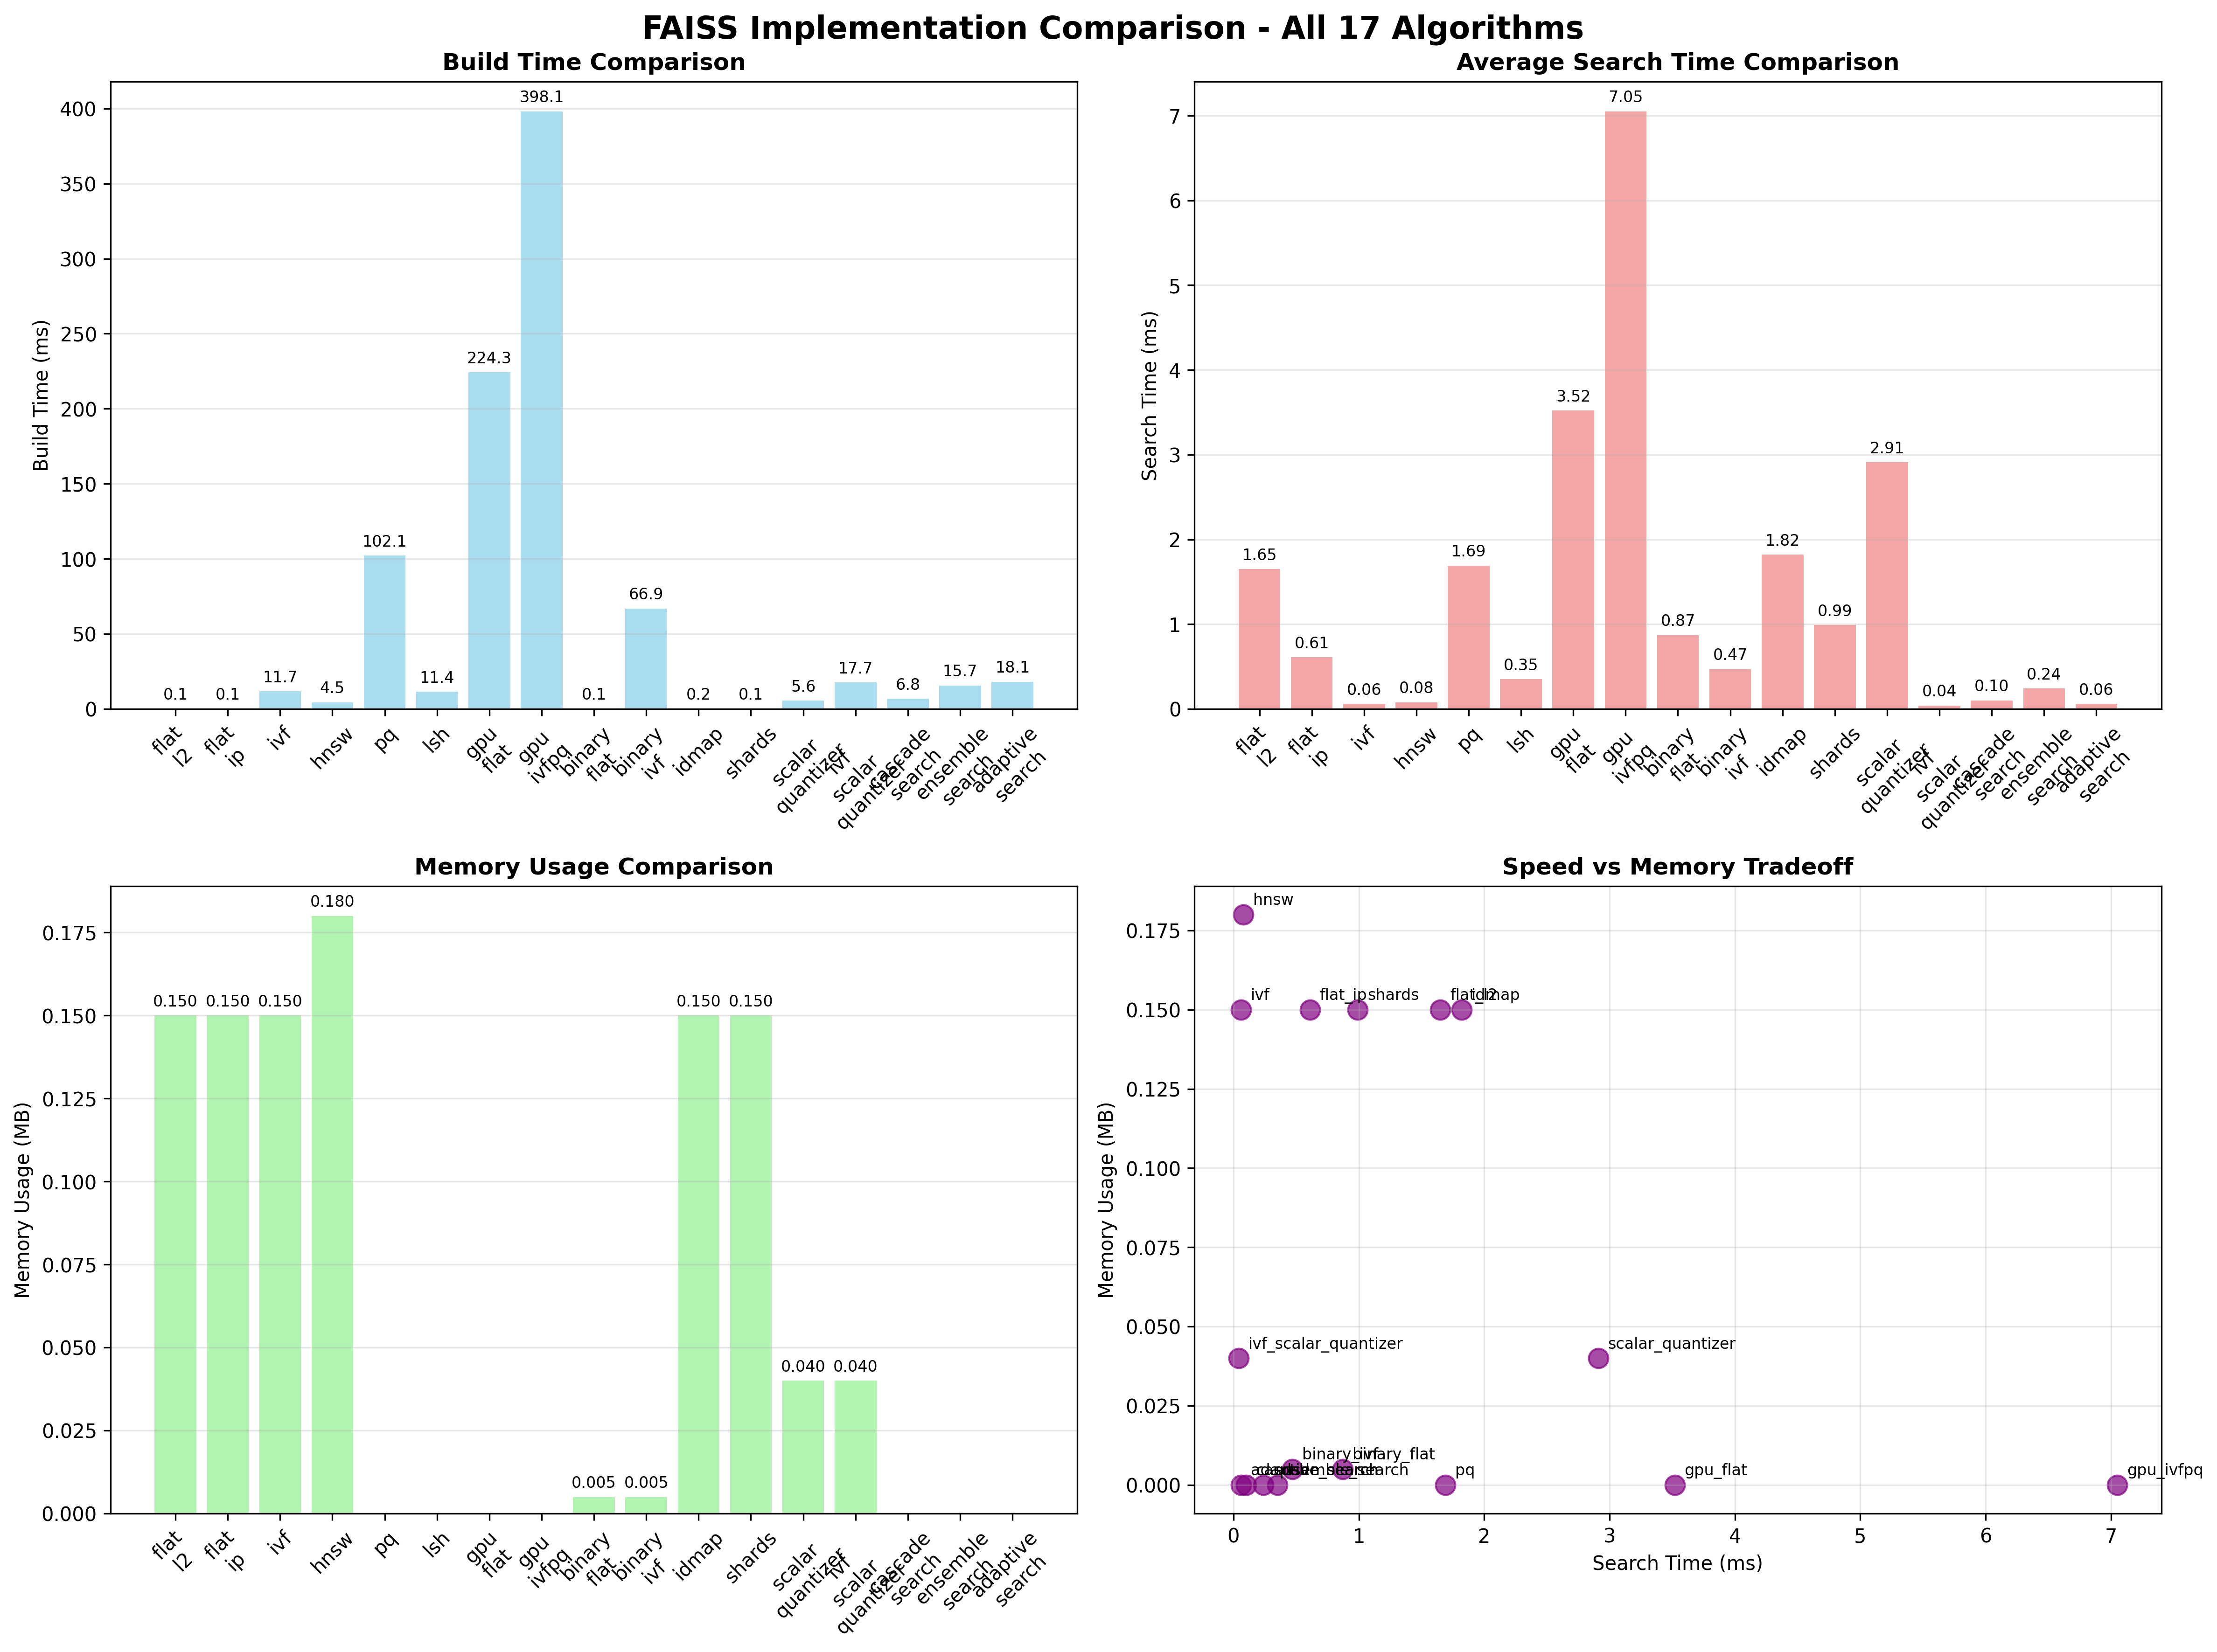 FAISS Implementation Comparison - All 17 Algorithms
Build Time Comparison
Build Time (ms)
400
350
300
250
200
150
100
50
0
0.1
0.1
11.7
4.5
102.1
11.4
224.3
398.1
0.1
66.9
0.2
0.1
5.6
17.7
6.8
15.7
18.1
flat
l2
flat
ip
ivf
hnsw
pq
lsh
gpu
flat
gpu
ivfpq
binary
flat
binary
ivf
idmap
shards
scalar
quantizer
ivf
scalar
quantizer
cascade
search
ensemble
search
adaptive
search
Average Search Time Comparison
Search Time (ms)
7
6
5
4
3
2
1
0
1.65
0.61
0.06
0.08
1.69
0.35
3.52
7.05
0.87
0.47
1.82
0.99
2.91
0.04
0.10
0.24
0.06
flat
l2
flat
ip
ivf
hnsw
pq
lsh
gpu
flat
gpu
ivfpq
binary
flat
binary
ivf
idmap
shards
scalar
quantizer
ivf
scalar
quantizer
cascade
search
ensemble
search
adaptive
search
Memory Usage Comparison
Memory Usage (MB)
0.175
0.150
0.125
0.100
0.075
0.050
0.025
0.000
0.150
0.150
0.150
0.180
0.005
0.005
0.150
0.150
0.040
0.040
flat
l2
flat
ip
ivf
hnsw
pq
lsh
gpu
flat
gpu
ivfpq
binary
flat
binary
ivf
idmap
shards
scalar
quantizer
ivf
scalar
quantizer
cascade
search
ensemble
search
adaptive
search
Speed vs Memory Tradeoff
Memory Usage (MB)
0.175
0.150
0.125
0.100
0.075
0.050
0.025
0.000
hnsw
ivf
flat_ip
shards
flat_l2
idmap
ivf_scalar_quantizer
scalar_quantizer
binary_ivf
binary_flat
pq
gpu_flat
gpu_ivfpq
0
1
2
3
4
5
6
7
Search Time (ms)